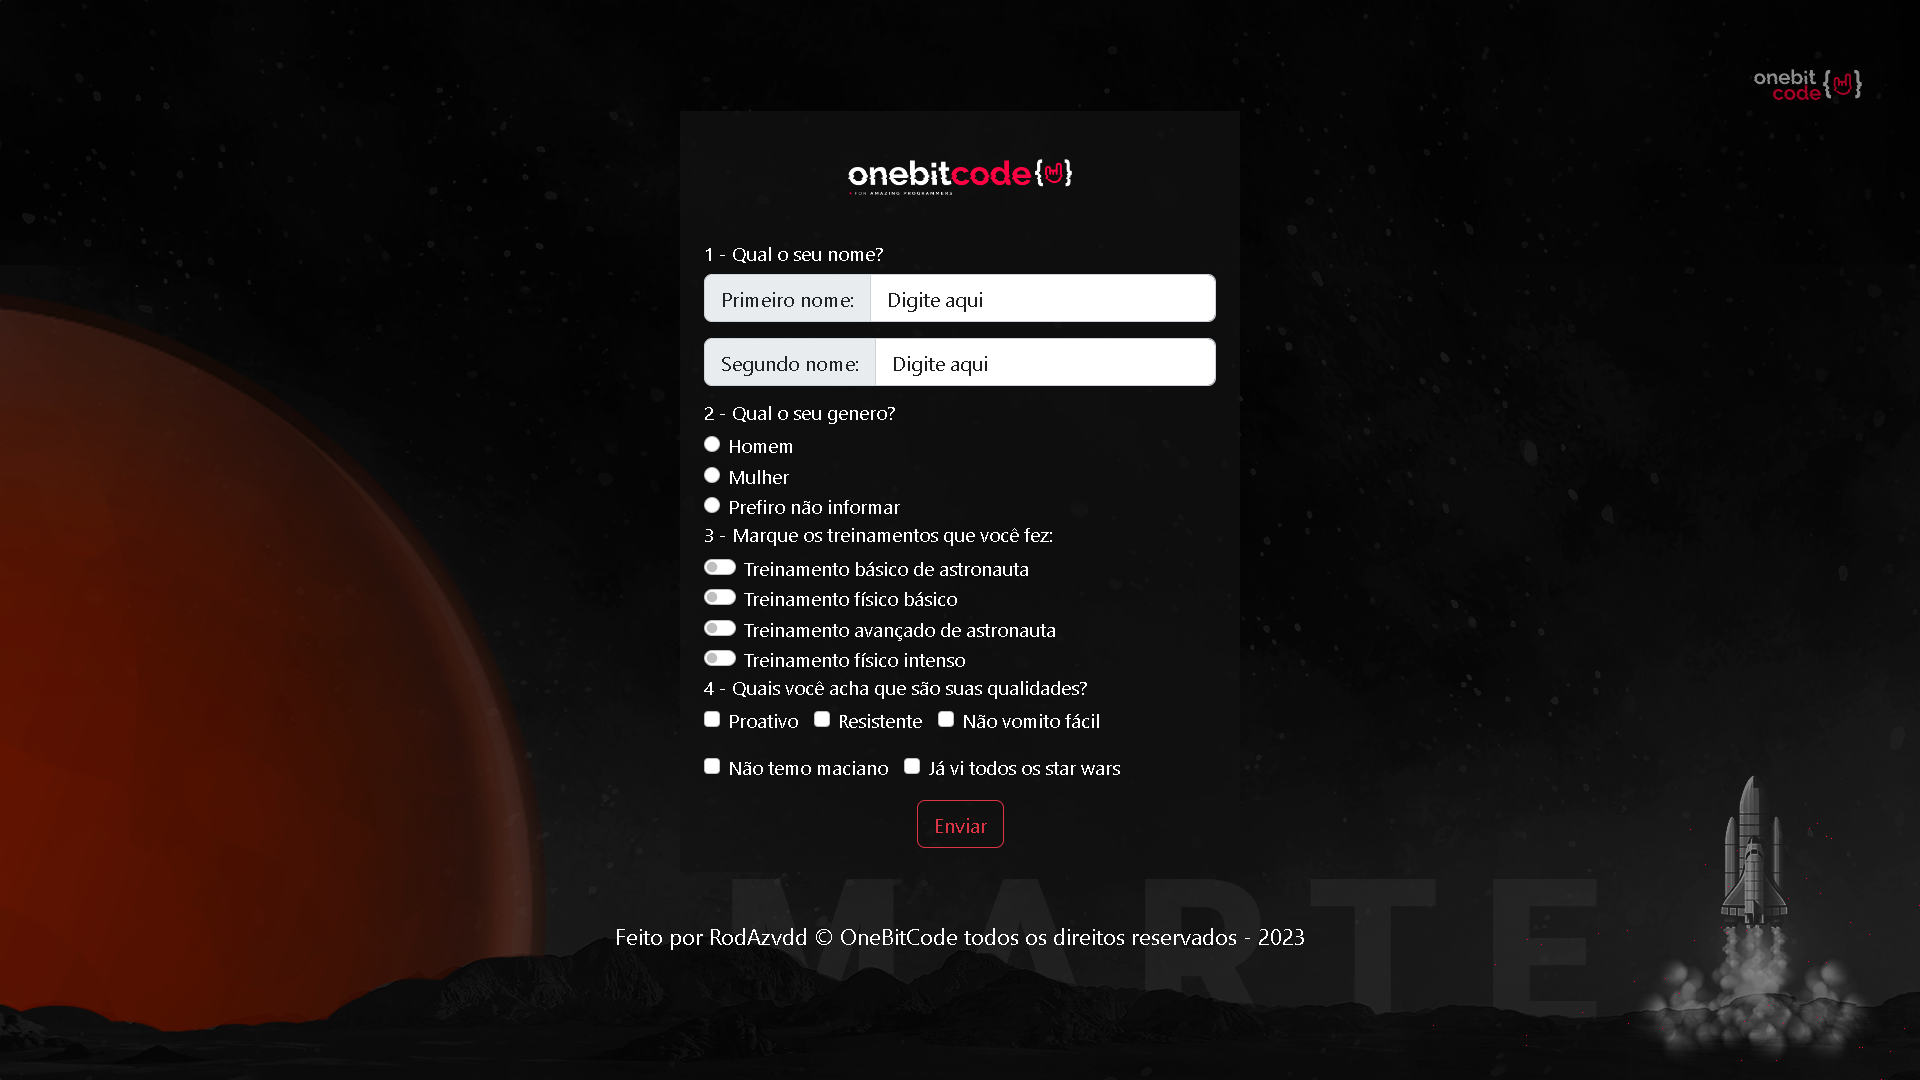 onebit
code
onebitcode
FOR AMAZING PROGRAMMERS
1 - Qual o seu nome?
Primeiro nome: Digite aqui
Segundo nome: Digite aqui
2 - Qual o seu genero?
Homem
Mulher
Prefiro não informar
3 - Marque os treinamentos que você fez:
Treinamento básico de astronauta
Treinamento físico básico
Treinamento avançado de astronauta
Treinamento físico intenso
4 - Quais você acha que são suas qualidades?
Proativo Resistente Não vomito fácil
Não temo maciano Já vi todos os star wars
Enviar
MARTE
Feito por RodAzvdd © OneBitCode todos os direitos reservados - 2023